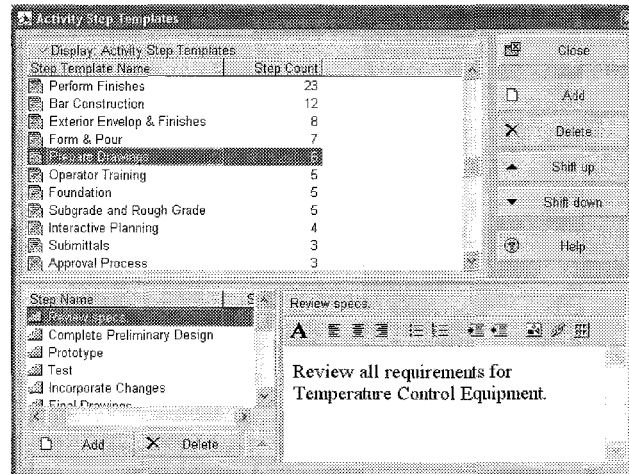 Activity Step Templates
Display: Activity Step Templates
Step Template Name Step Count
Perform Finishes 23
Bar Construction 12
Exterior Envelop & Finishes 8
Form & Pour 7
Prepare Drawings 6
Operator Training 5
Foundation 5
Subgrade and Rough Grade 5
Interactive Planning 4
Submittals 3
Approval Process 3
Close
Add
Delete
Shift up
Shift down
Help
Step Name S
Review specs.
Complete Preliminary Design
Prototype
Test
Incorporate Changes
Final Drawings
Add Delete
Review specs.
A
Review all requirements for
Temperature Control Equipment.